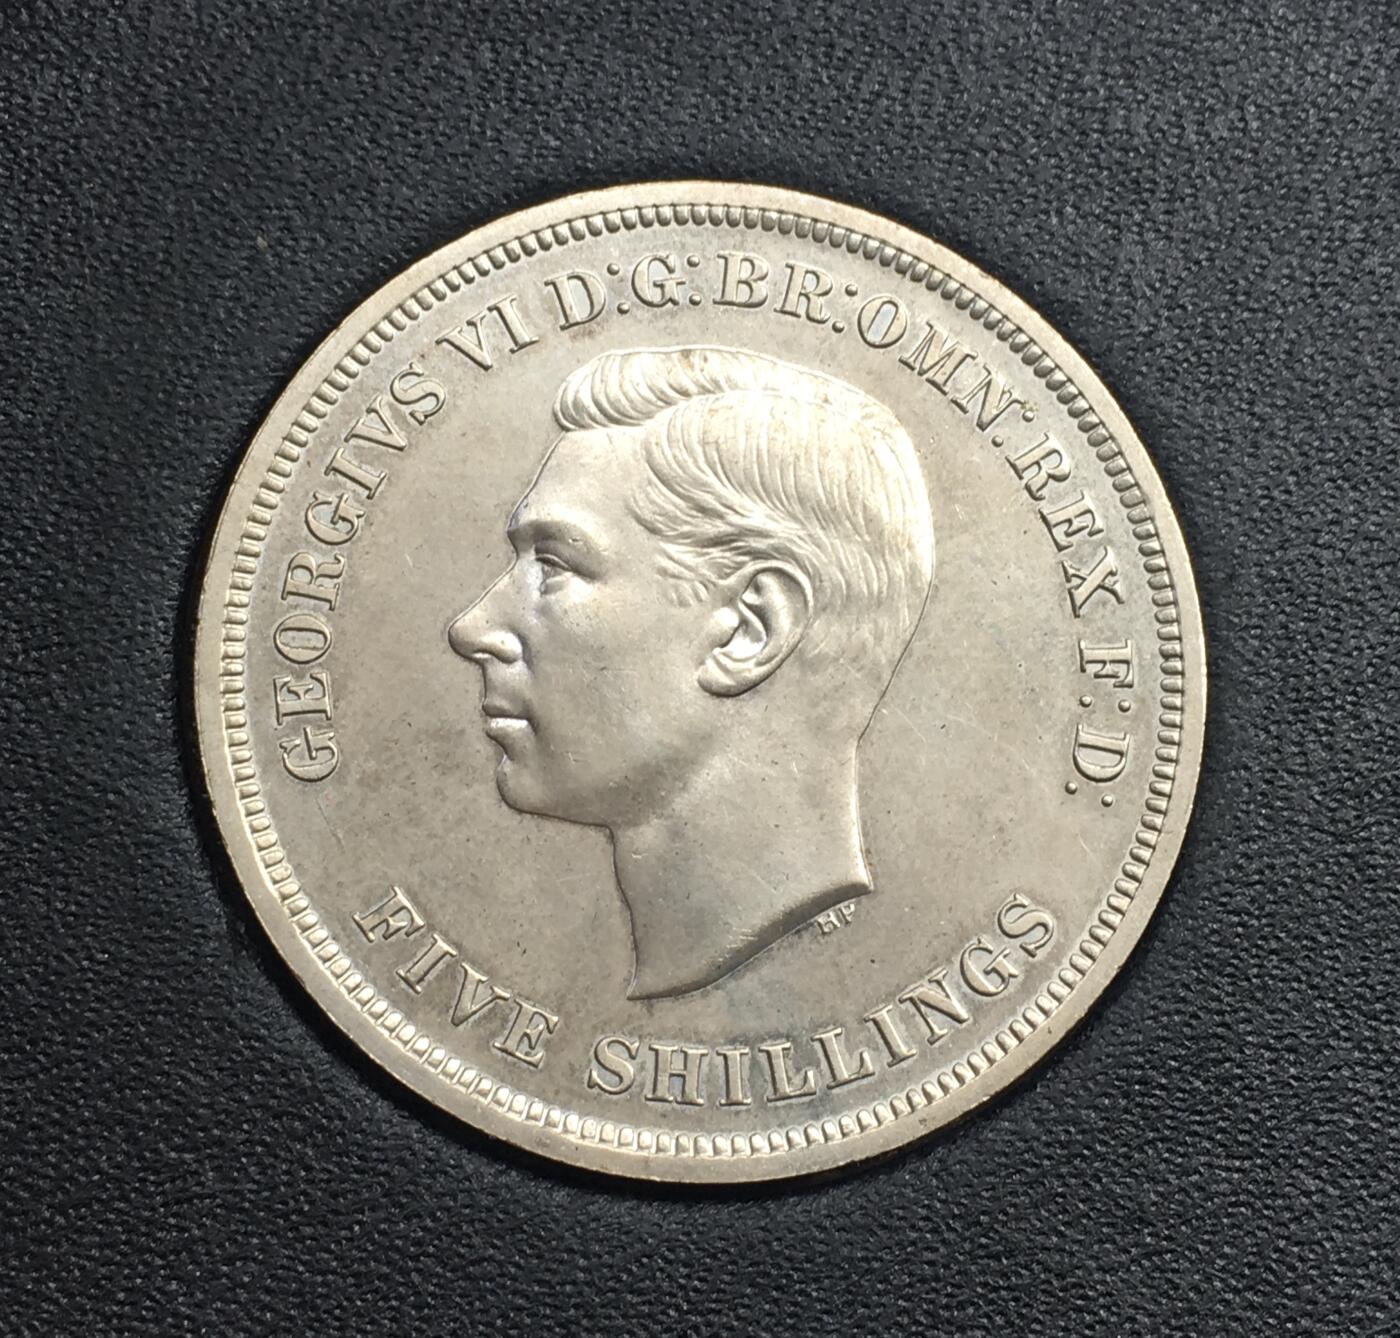 GEORGIVS VI D:G:BR:OMN:REX F:D:
HP
FIVE SHILLINGS